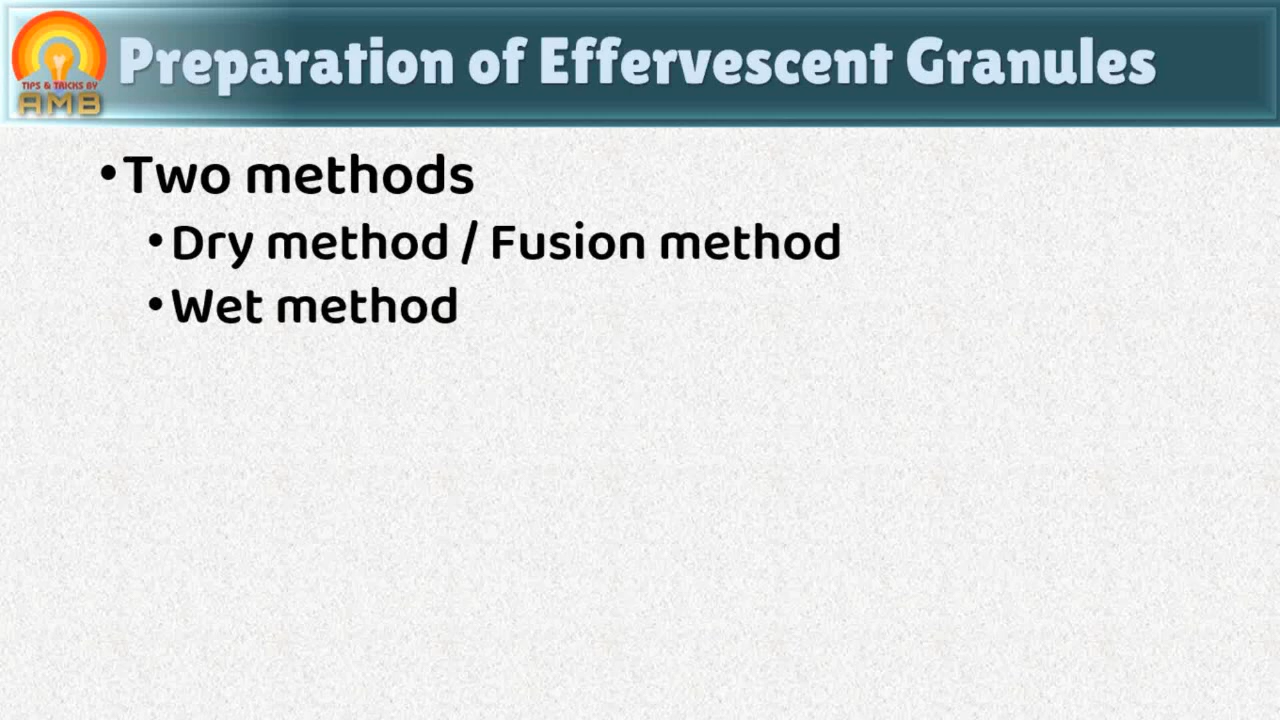 Preparation of Effervescent Granules
TIPS & TRICKS BY
AMB
•Two methods
•Dry method / Fusion method
•Wet method